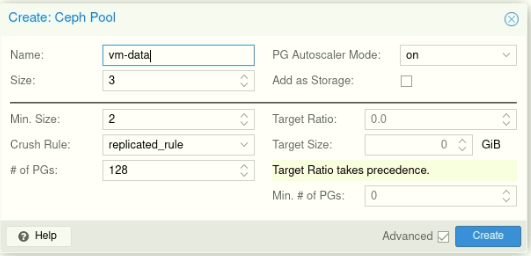 Create: Ceph Pool
Name: vm-data PG Autoscaler Mode: on
Size: 3 Add as Storage:
Min. Size: 2 Target Ratio: 0.0
Crush Rule: replicated_rule Target Size: 0 GiB
# of PGs: 128 Target Ratio takes precedence.
Min. # of PGs: 0
Help Advanced Create